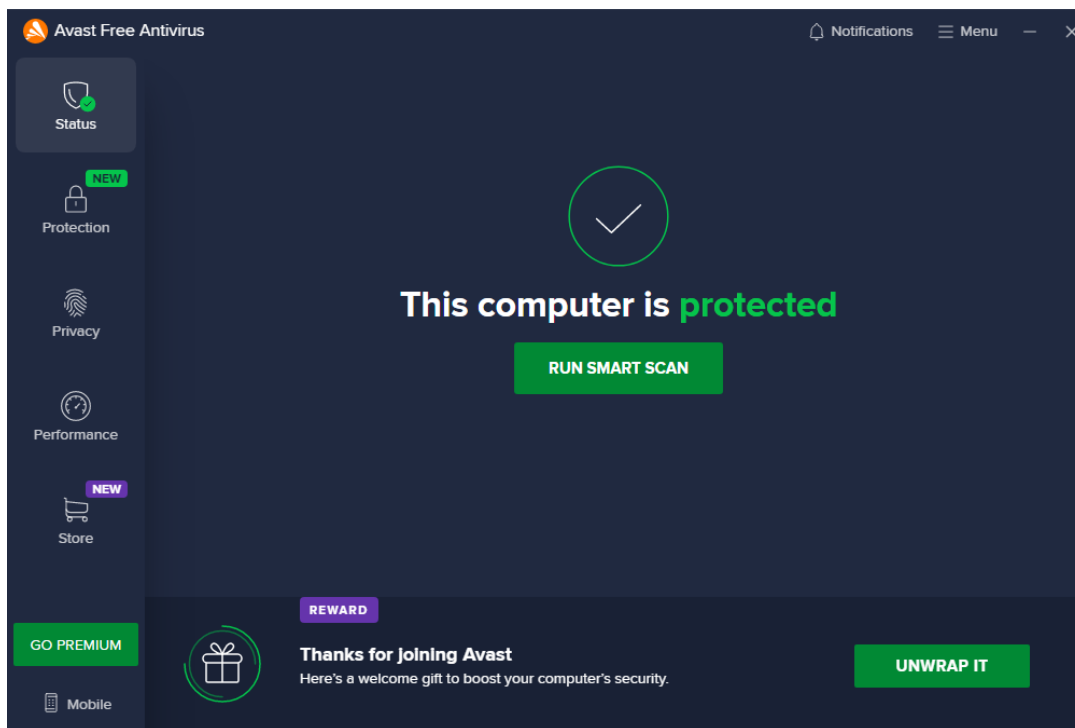 Avast Free Antivirus
Notifications
Menu
Status
NEW
Protection
Privacy
Performance
NEW
Store
GO PREMIUM
Mobile
This computer is protected
RUN SMART SCAN
REWARD
Thanks for joining Avast
Here's a welcome gift to boost your computer's security.
UNWRAP IT